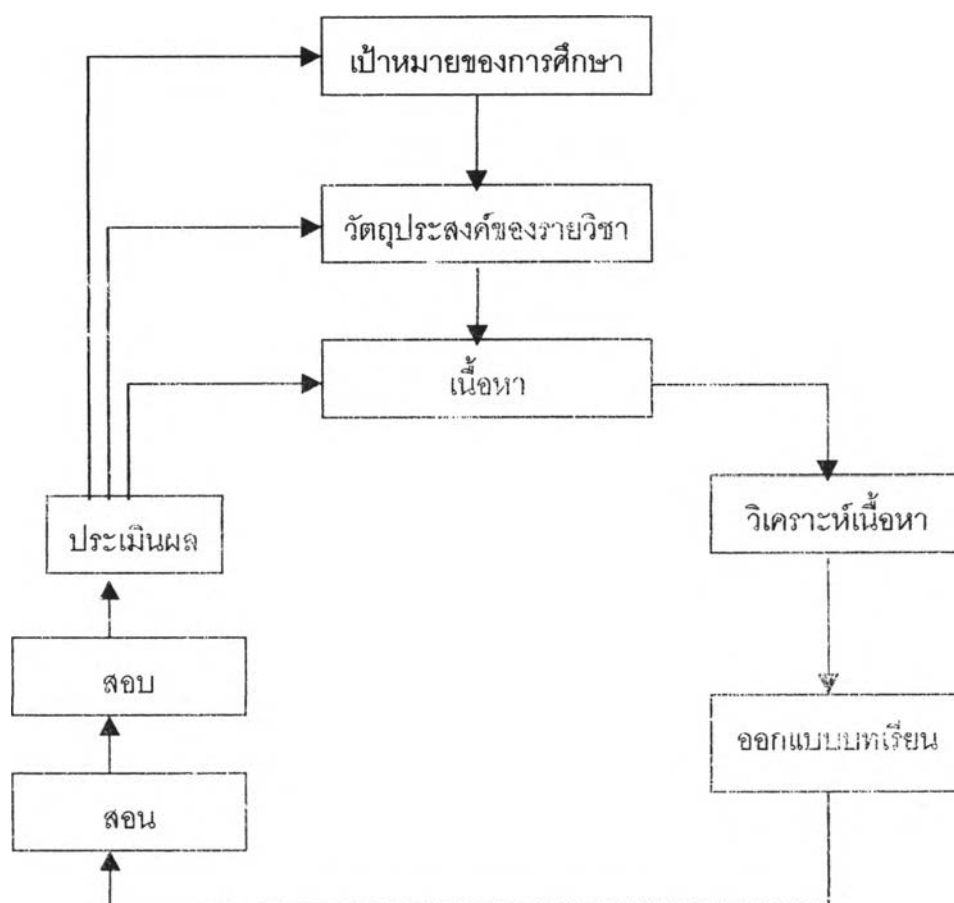 เป้าหมายของการศึกษา
วัตถุประสงค์ของรายวิชา
เนื้อหา
วิเคราะห์เนื้อหา
ประเมินผล
สอบ
ออกแบบบทเรียน
สอน